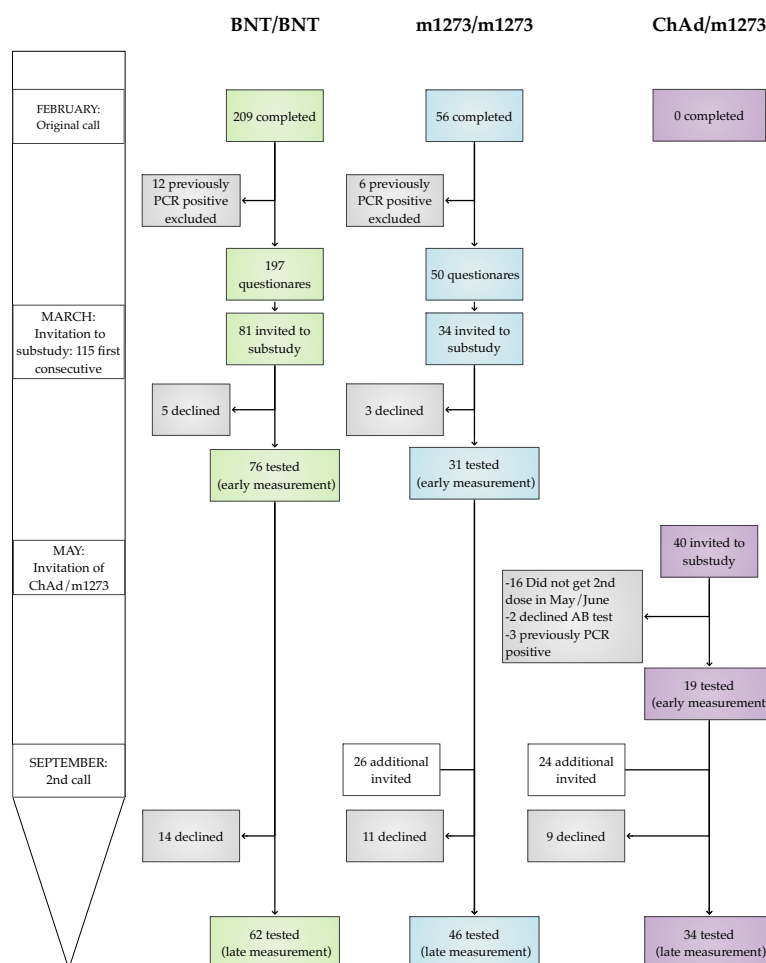 BNT/BNT
m1273/m1273
ChAd/m1273
FEBRUARY:
Original call
209 completed
56 completed
0 completed
12 previously
PCR positive
excluded
6 previously
PCR positive
excluded
197
questionares
50 questionares
MARCH:
Invitation to
substudy: 115 first
consecutive
81 invited to
substudy
34 invited to
substudy
5 declined
3 declined
76 tested
(early measurement)
31 tested
(early measurement)
MAY:
Invitation of
ChAd/m1273
40 invited to
substudy
-16 Did not get 2nd
dose in May/June
-2 declined AB test
-3 previously PCR
positive
19 tested
(early measurement
SEPTEMBER:
2nd call
26 additional
invited
24 additional
invited
14 declined
11 declined
9 declined
62 tested
(late measurement)
46 tested
(late measurement)
34 tested
(late measurement)